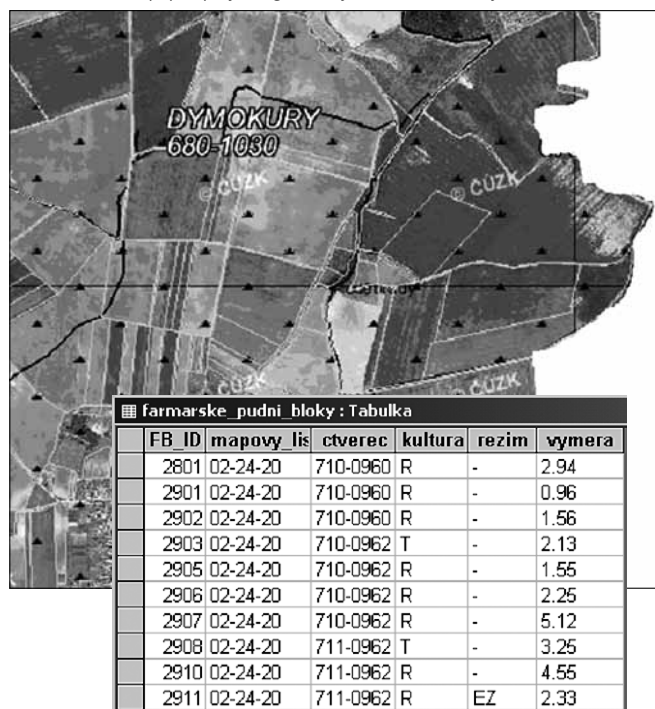 DYMOKURY
680-1030
© ČÚZK
© ČÚZK
© ČÚZK
farmarske_pudni_bloky : Tabulka
FB_ID mapovy_lis ctverec kultura rezim vymera
2801 02-24-20 710-0960 R - 2.94
2901 02-24-20 710-0960 R - 0.96
2902 02-24-20 710-0960 R - 1.56
2903 02-24-20 710-0962 T - 2.13
2905 02-24-20 710-0962 R - 1.55
2906 02-24-20 710-0962 R - 2.25
2907 02-24-20 710-0962 R - 5.12
2908 02-24-20 711-0962 T - 3.25
2910 02-24-20 711-0962 R - 4.55
2911 02-24-20 711-0962 R EZ 2.33